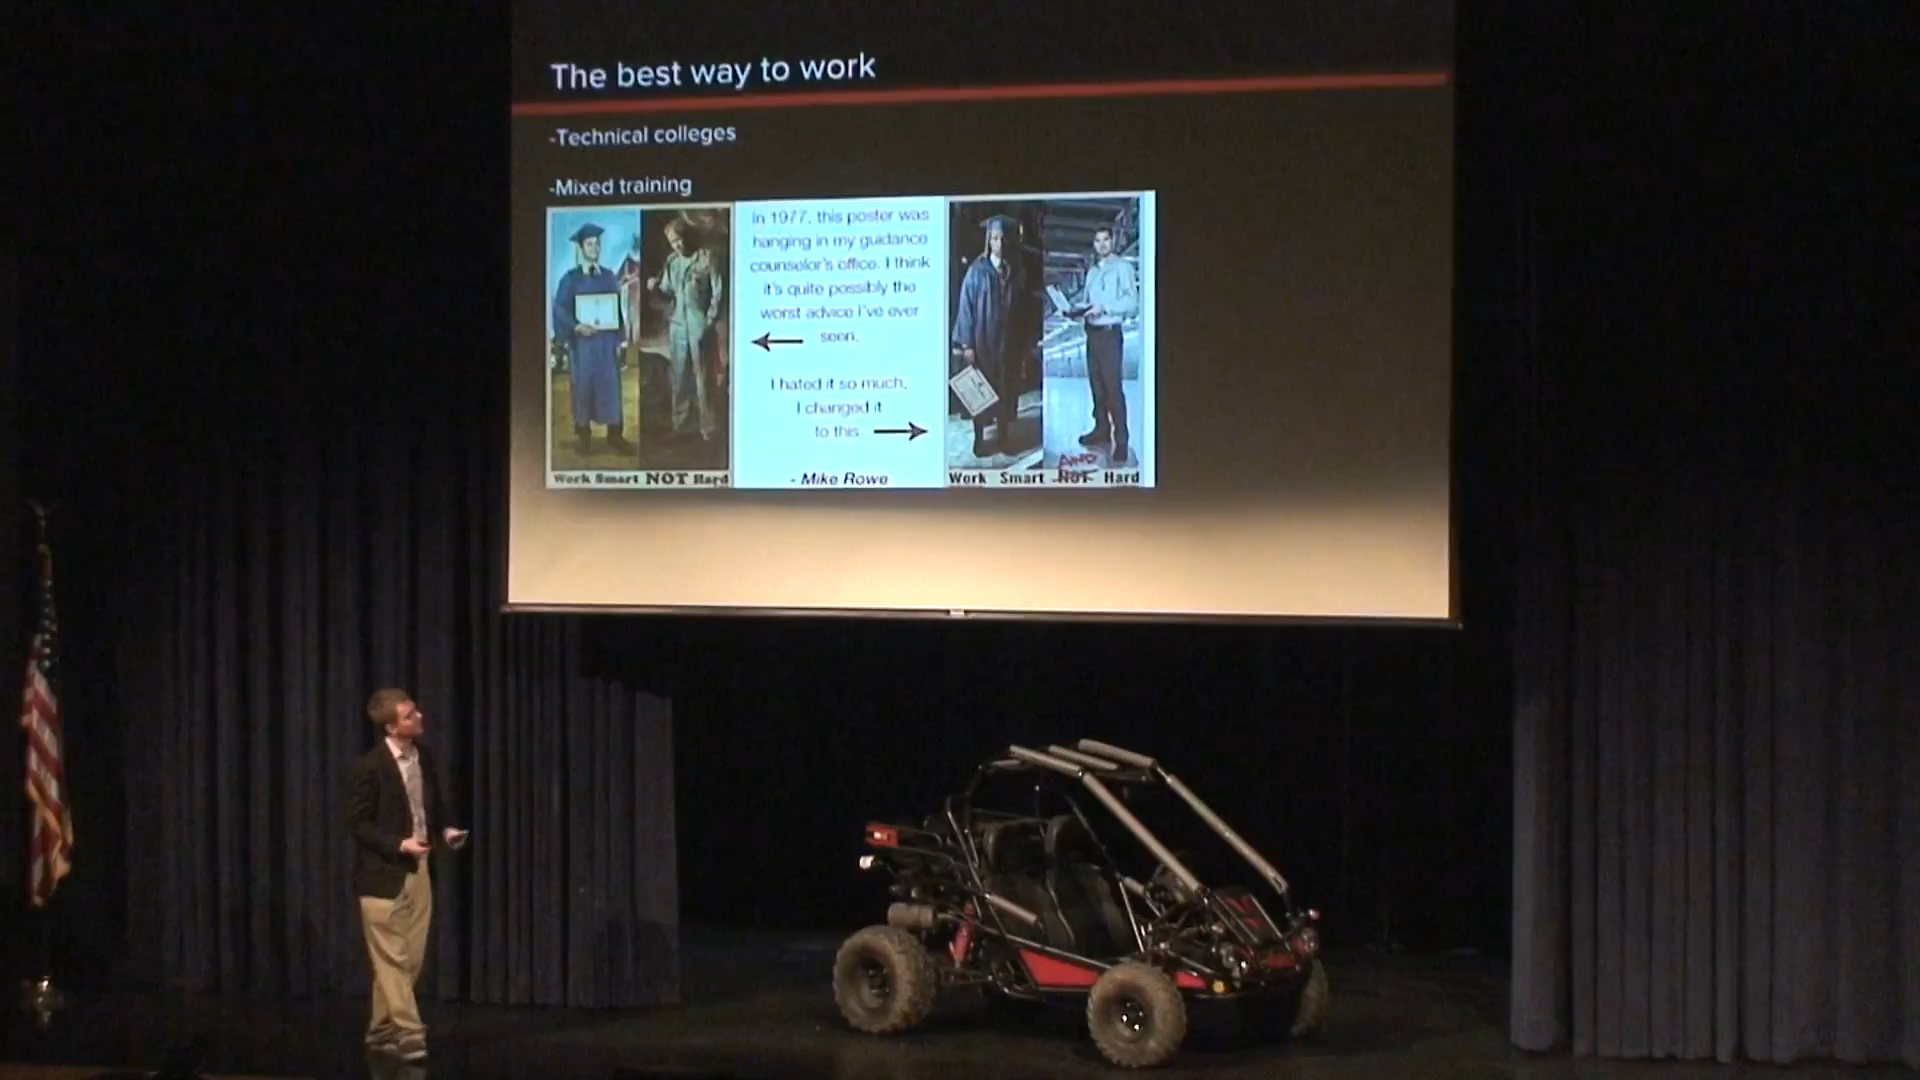 The best way to work
-Technical colleges
-Mixed training
In 1977, this poster was
hanging in my guidance
counselor's office. I think
it's quite possibly the
worst advice I've ever
seen.
I hated it so much,
I changed it
to this
- Mike Rowe
Work Smart NOT Hard
AND
Work Smart NOT Hard